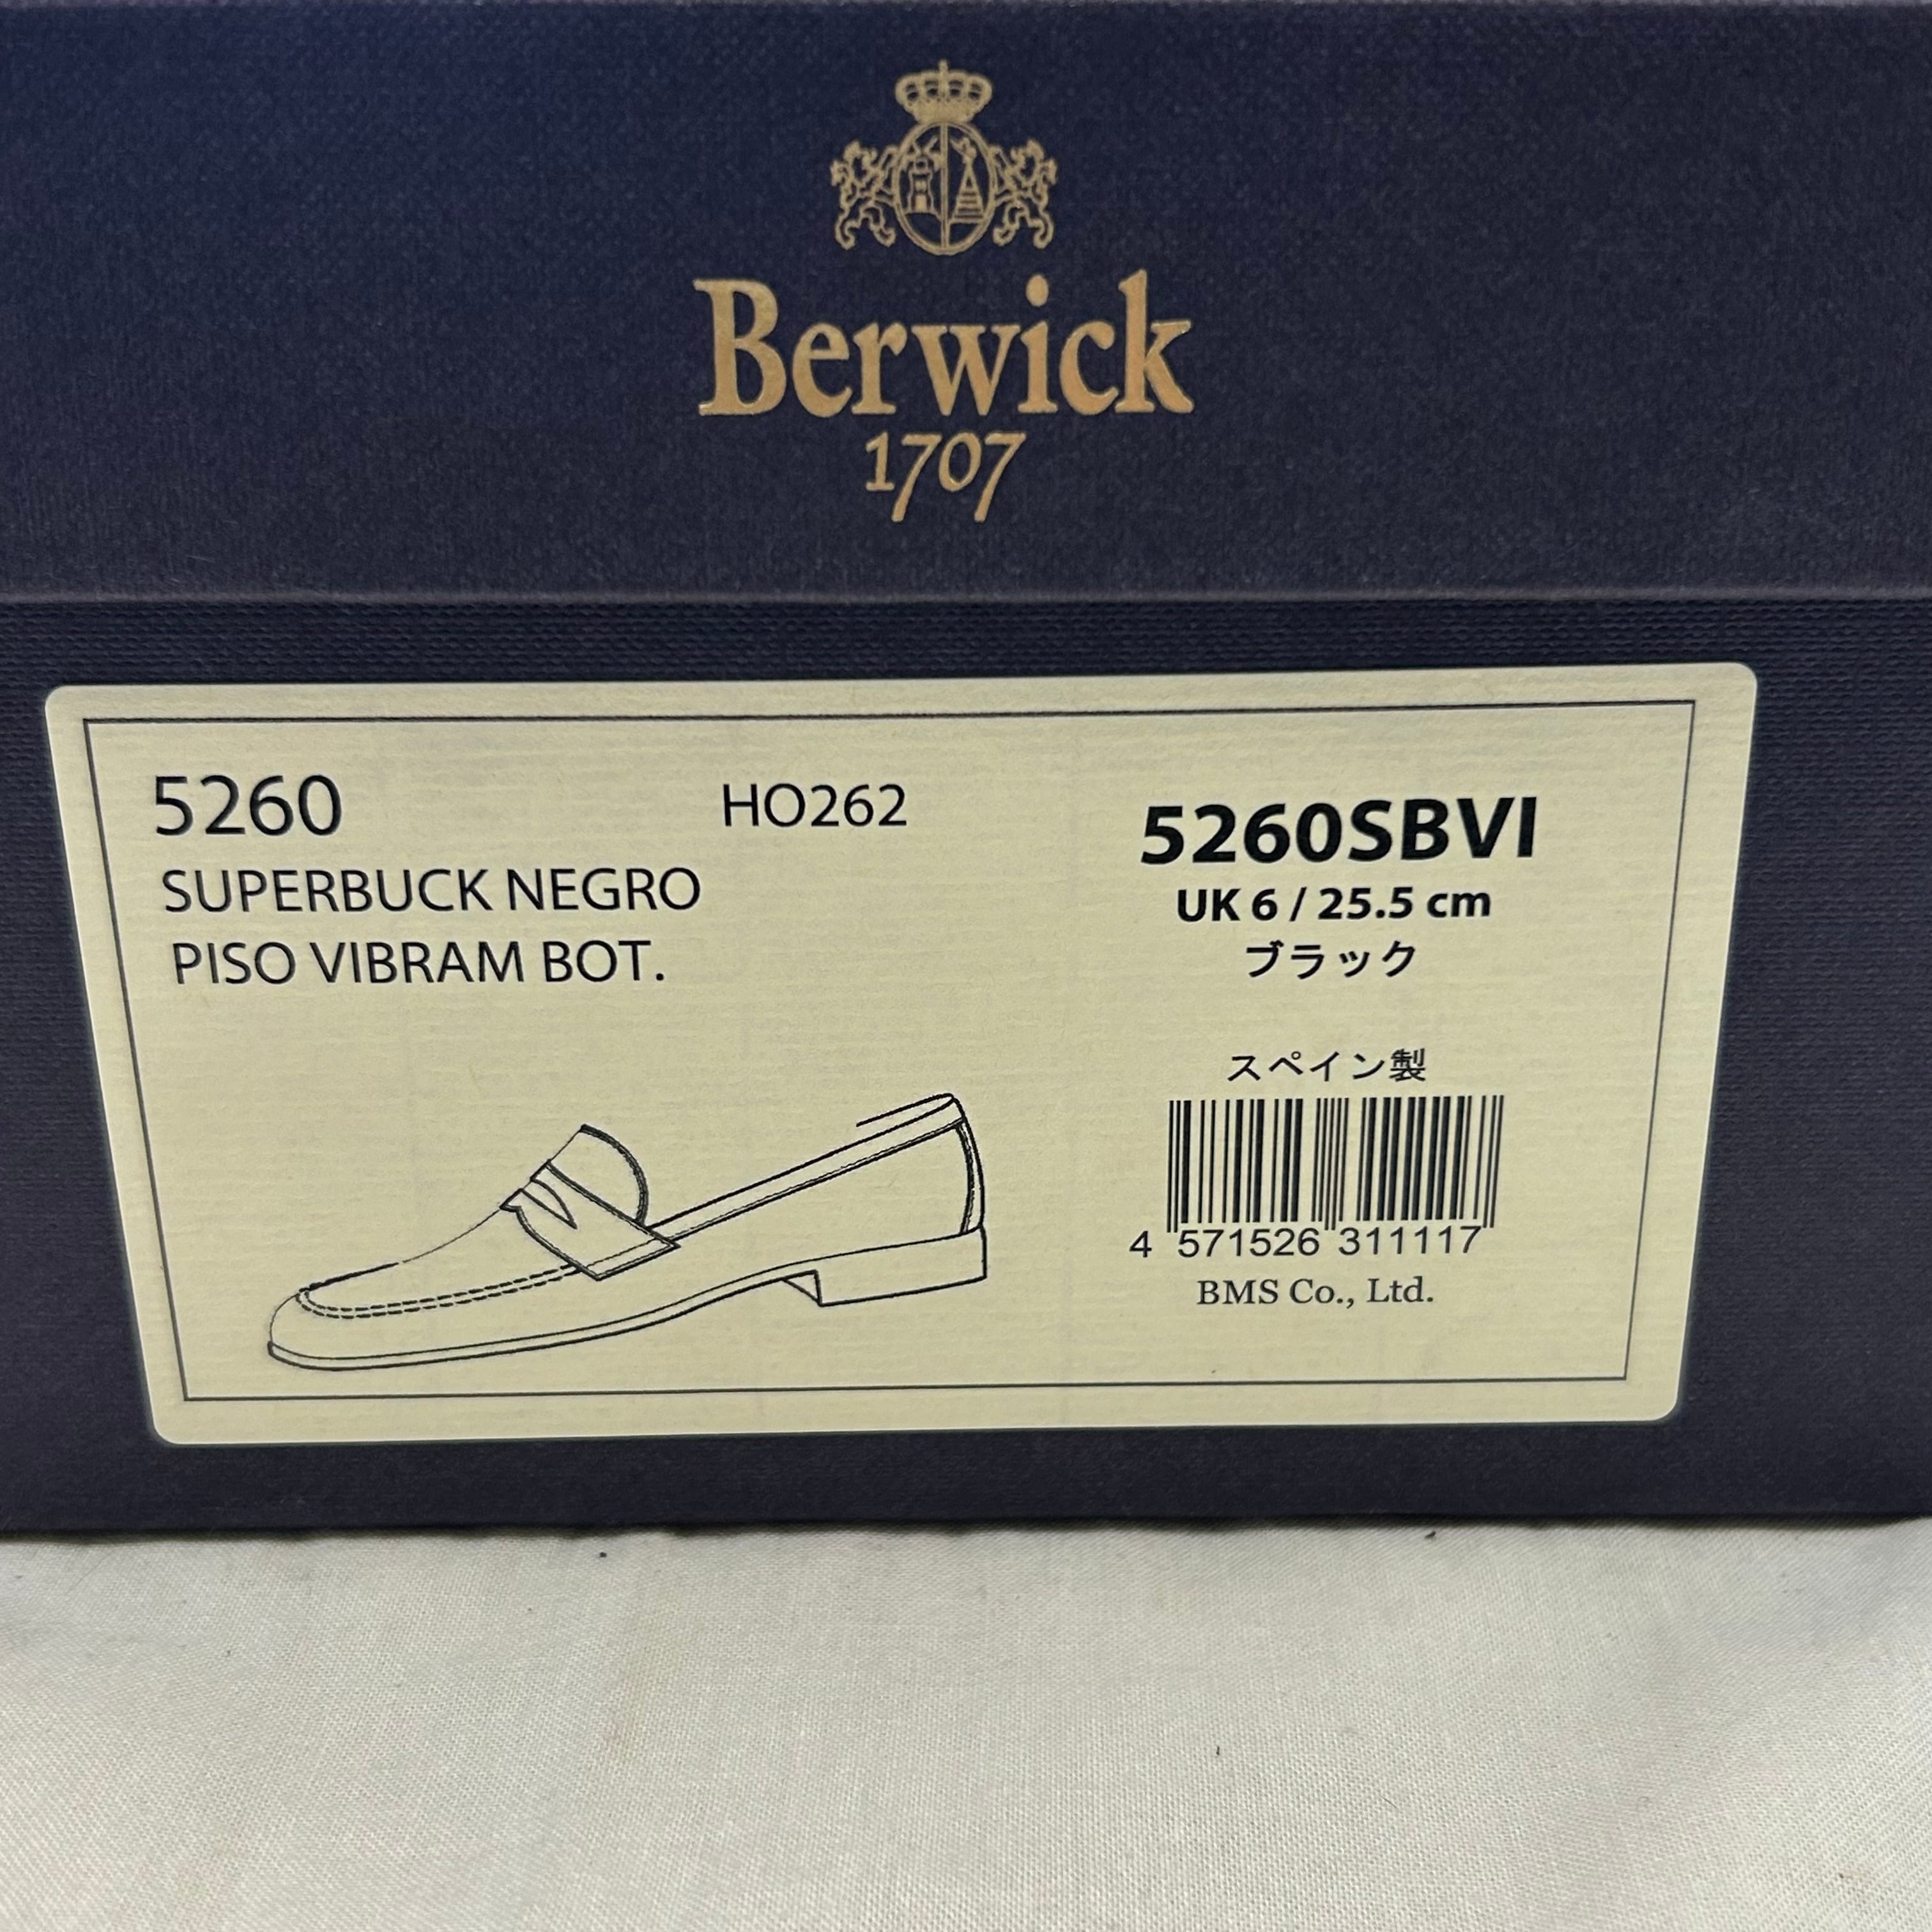 Berwick
1707
5260
HO262
SUPERBUCK NEGRO
PISO VIBRAM BOT.
5260SBVI
UK 6 / 25.5 cm
ブラック
スペイン製
4 571526 311117
BMS Co., Ltd.